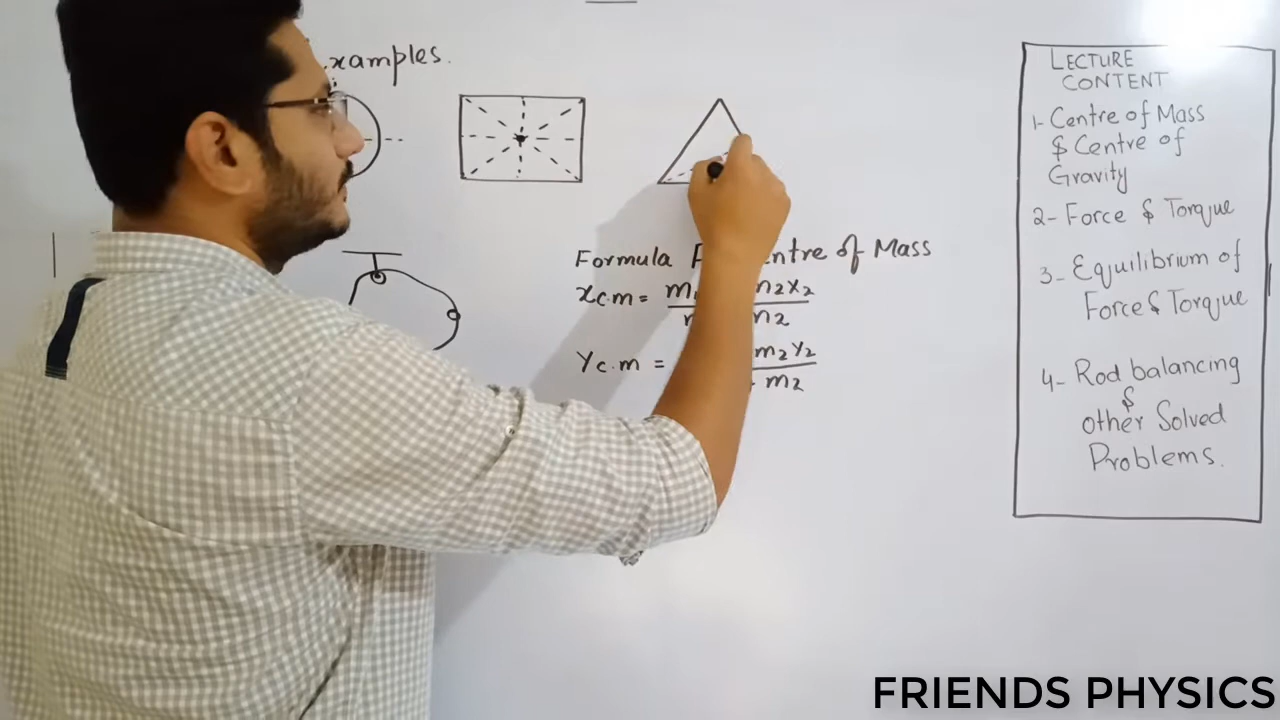 xamples.
Formula ntre of Mass
xc.m = m m2x2
m2
Yc.m = m2Y2
m2
LECTURE
CONTENT
1- Centre of Mass
& Centre of
Gravity
2- Force & Torque
3- Equilibrium of
Force & Torque
4- Rod balancing
&
other Solved
Problems.
FRIENDS PHYSICS